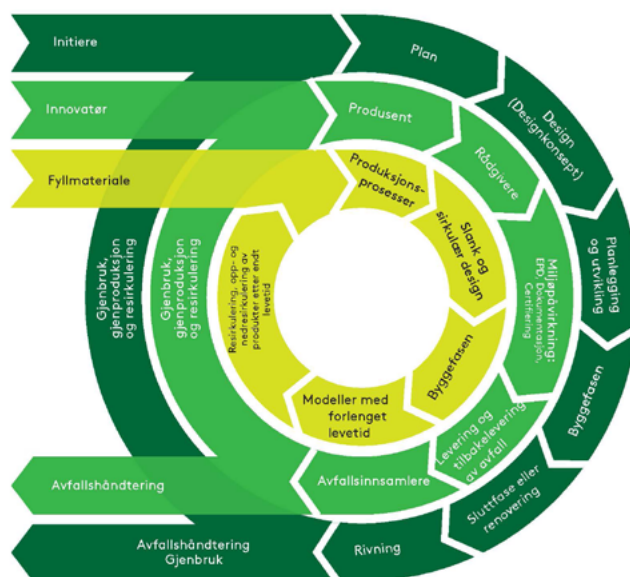 Initiere
Plan
Design
(Designkonsept)
Planlegging
og utvikling
Byggefasen
Sluttfase eller
renovering
Rivning
Avfallshåndtering
Gjenbruk
Gjenbruk,
gjenproduksjon
og resirkulering
Innovatør
Produsent
Rådgivere
Miljøpåvirkning:
EPD, Dokumentasjon,
Certifiering
Levering og
tilbakelevering
av avfall
Avfallsinnsamlere
Avfallshåndtering
Gjenbruk,
gjenproduksjon
og resirkulering
Fyllmateriale
Produksjons-
prosesser
Slank og
sirkulær design
Byggefasen
Modeller med
forlenget
levetid
Resirkulering, opp- og
nedresirkulering av
produkter etter endt
levetid